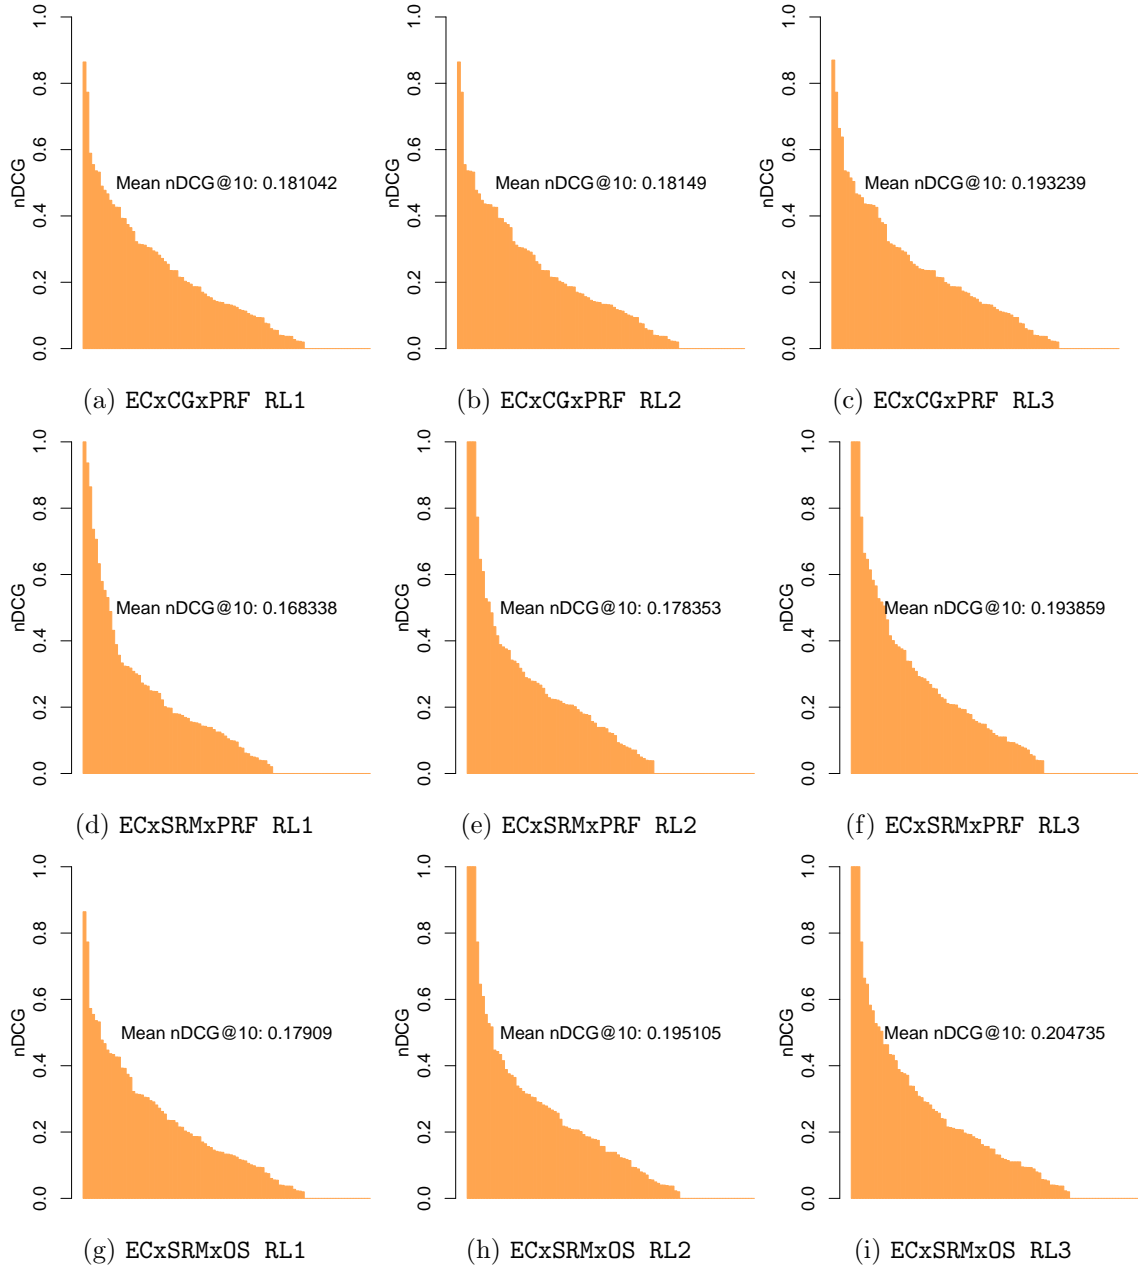 1.0
0.8
0.6
0.4
0.2
0.0
nDCG
Mean nDCG@10: 0.181042
(a) ECxCGxPRF RL1
1.0
0.8
0.6
0.4
0.2
0.0
nDCG
Mean nDCG@10: 0.18149
(b) ECxCGxPRF RL2
1.0
0.8
0.6
0.4
0.2
0.0
nDCG
Mean nDCG@10: 0.193239
(c) ECxCGxPRF RL3
1.0
0.8
0.6
0.4
0.2
0.0
nDCG
Mean nDCG@10: 0.168338
(d) ECxSRMxPRF RL1
1.0
0.8
0.6
0.4
0.2
0.0
nDCG
Mean nDCG@10: 0.178353
(e) ECxSRMxPRF RL2
1.0
0.8
0.6
0.4
0.2
0.0
nDCG
Mean nDCG@10: 0.193859
(f) ECxSRMxPRF RL3
1.0
0.8
0.6
0.4
0.2
0.0
nDCG
Mean nDCG@10: 0.17909
(g) ECxSRMxOS RL1
1.0
0.8
0.6
0.4
0.2
0.0
nDCG
Mean nDCG@10: 0.195105
(h) ECxSRMxOS RL2
1.0
0.8
0.6
0.4
0.2
0.0
nDCG
Mean nDCG@10: 0.204735
(i) ECxSRMxOS RL3